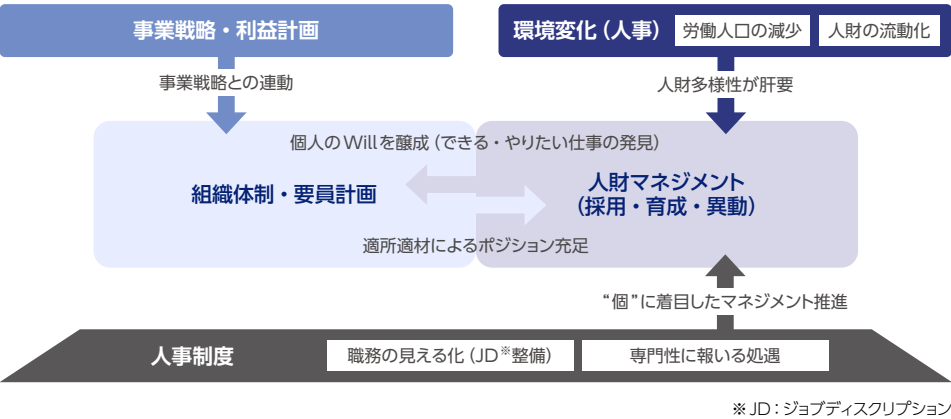 事業戦略・利益計画
環境変化（人事） 労働人口の減少 人財の流動化
事業戦略との連動
人財多様性が肝要
個人のWillを醸成（できる・やりたい仕事の発見）
組織体制・要員計画
人財マネジメント
（採用・育成・異動）
適所適材によるポジション充足
“個”に着目したマネジメント推進
人事制度 職務の見える化（JD※整備） 専門性に報いる処遇
※JD：ジョブディスクリプション